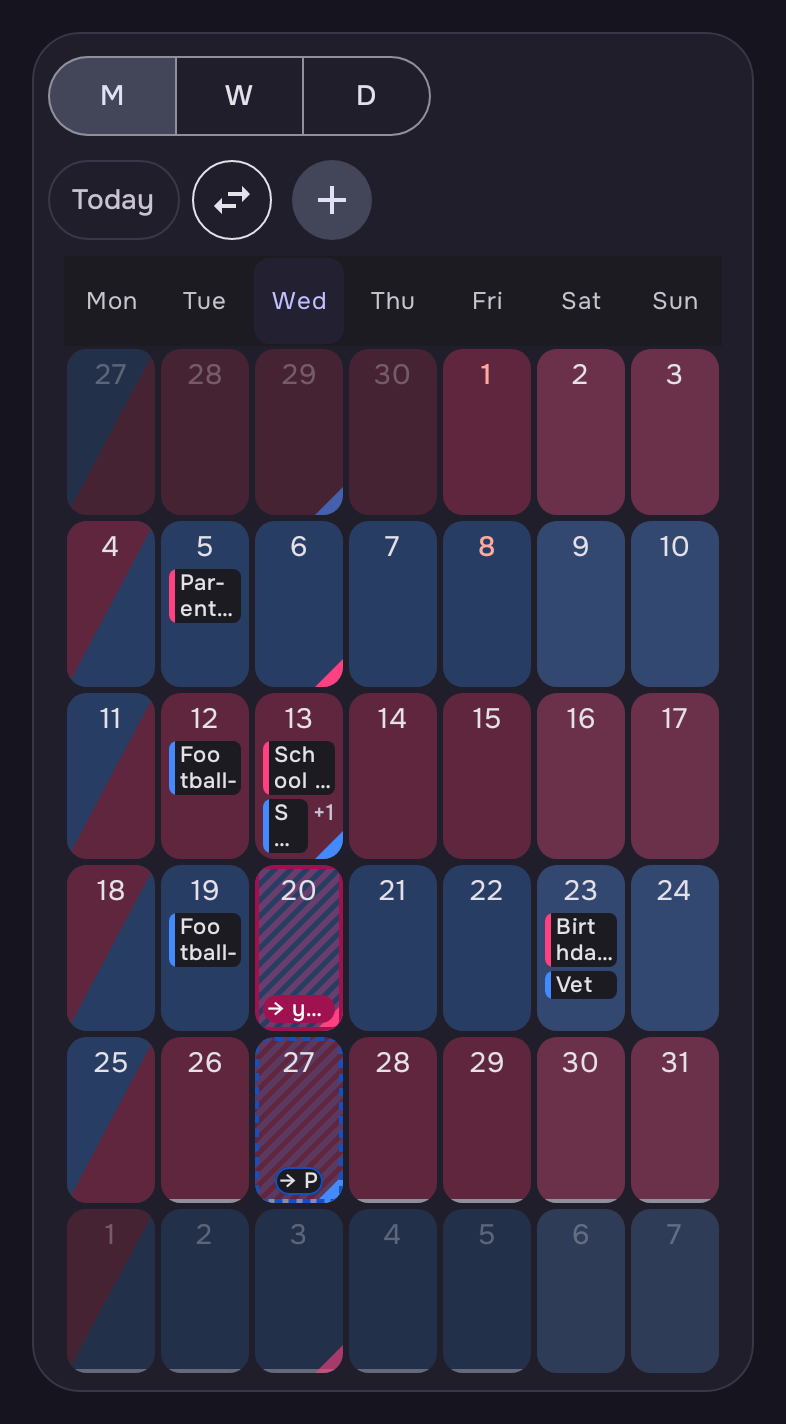 M W D
Today
Mon Tue Wed Thu Fri Sat Sun
27 28 29 30 1 2 3
4 5 6 7 8 9 10
Par-
ent...
11 12 13 14 15 16 17
Foo
tball-
Sch
ool ...
S
...
+1
18 19 20 21 22 23 24
Foo
tball-
→ y...
Birt
hda...
Vet
25 26 27 28 29 30 31
→ P
1 2 3 4 5 6 7